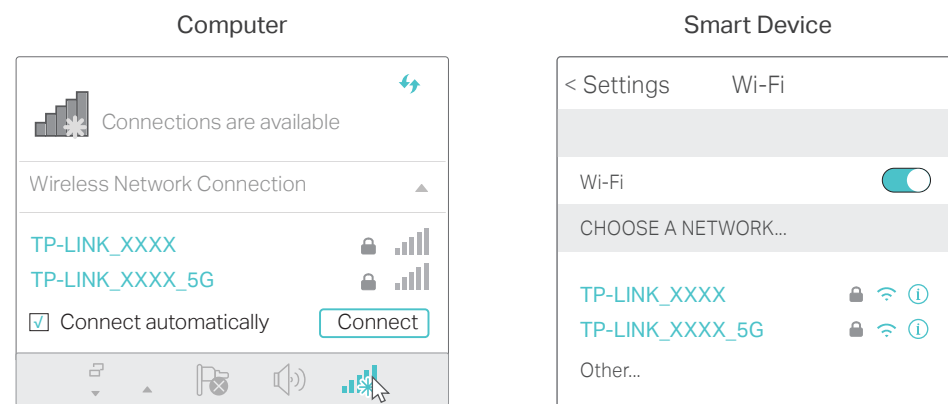 Computer
Connections are available
Wireless Network Connection
TP-LINK_XXXX
TP-LINK_XXXX_5G
Connect automatically
Connect
Smart Device
< Settings
Wi-Fi
Wi-Fi
CHOOSE A NETWORK...
TP-LINK_XXXX
TP-LINK_XXXX_5G
Other...